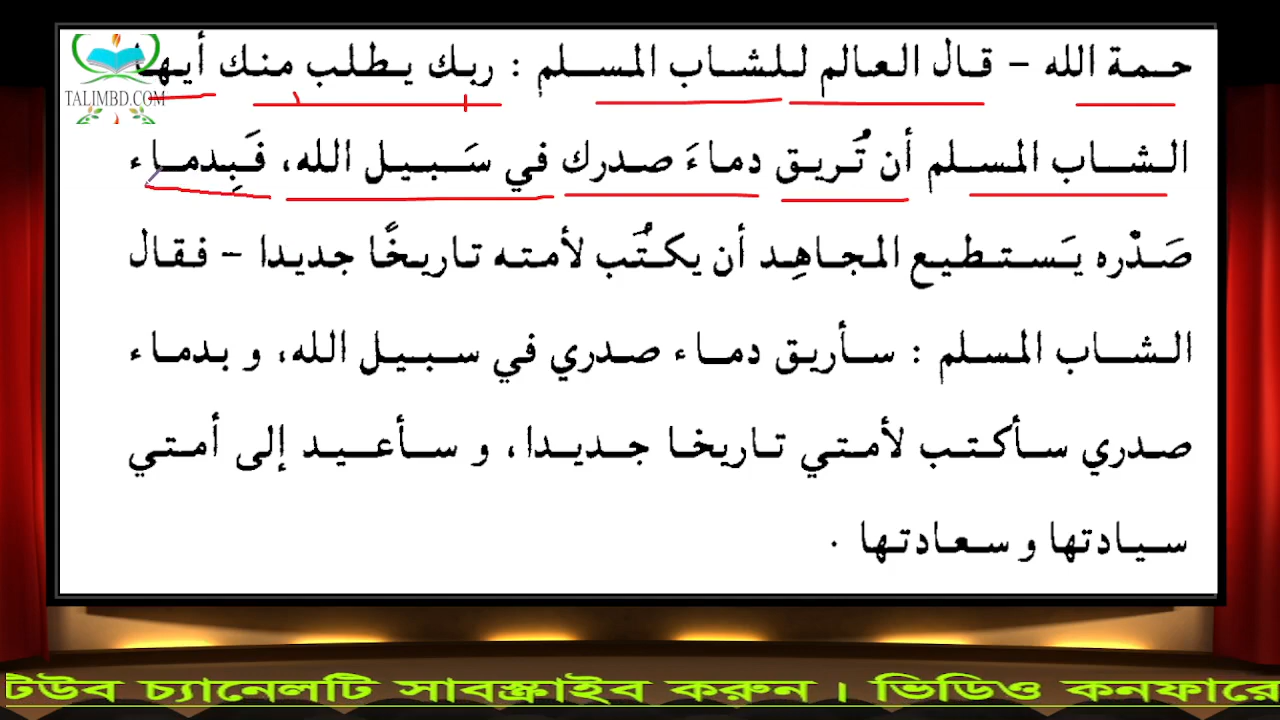 حمة الله – قال العالم للشاب المسلم : ربك يطلب منك أيها
TALIMBD.COM
الشاب المسلم أن تُريق دماءَ صدرك في سَبيل الله، فَبِدماء
صَدْره يَستطيع المجاهِد أن يكتُب لأمته تاريخًا جديدا – فقال
الشاب المسلم : سأريق دماء صدري في سبيل الله، و بدماء
صدري سأكتب لأمتي تاريخا جديدا، و سأعيد إلى أمتي
سيادتها و سعادتها .
টিউব চ্যানেলটি সাবস্ক্রাইব করুন । ভিডিও কনফারে